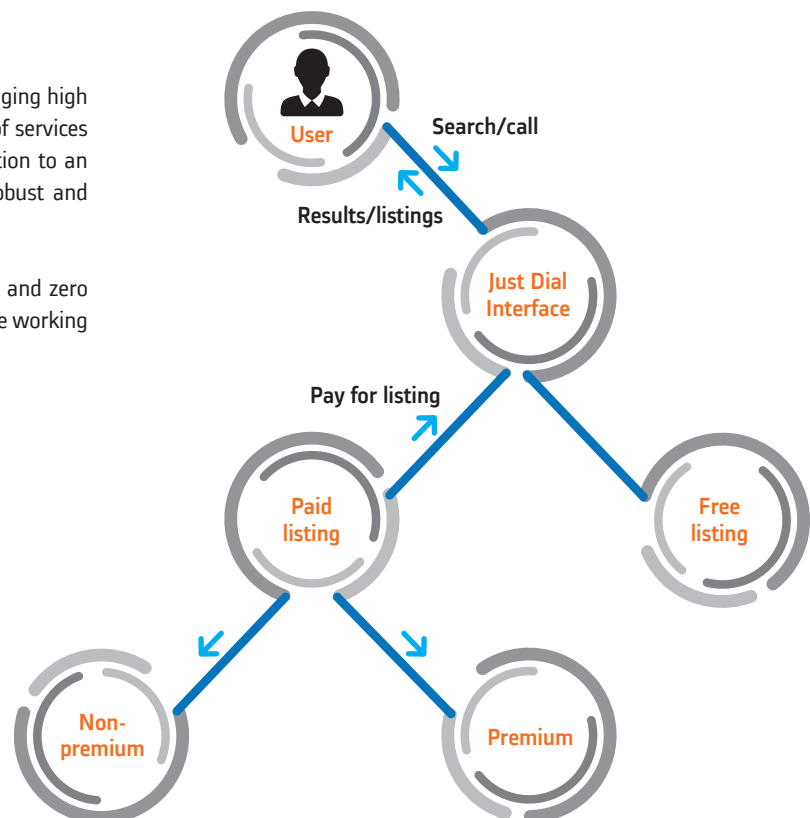 ging high
of services
tion to an
obust and
and zero
e working
User
Search/call
Results/listings
Just Dial
Interface
Pay for listing
Paid
listing
Free
listing
Non-
premium
Premium